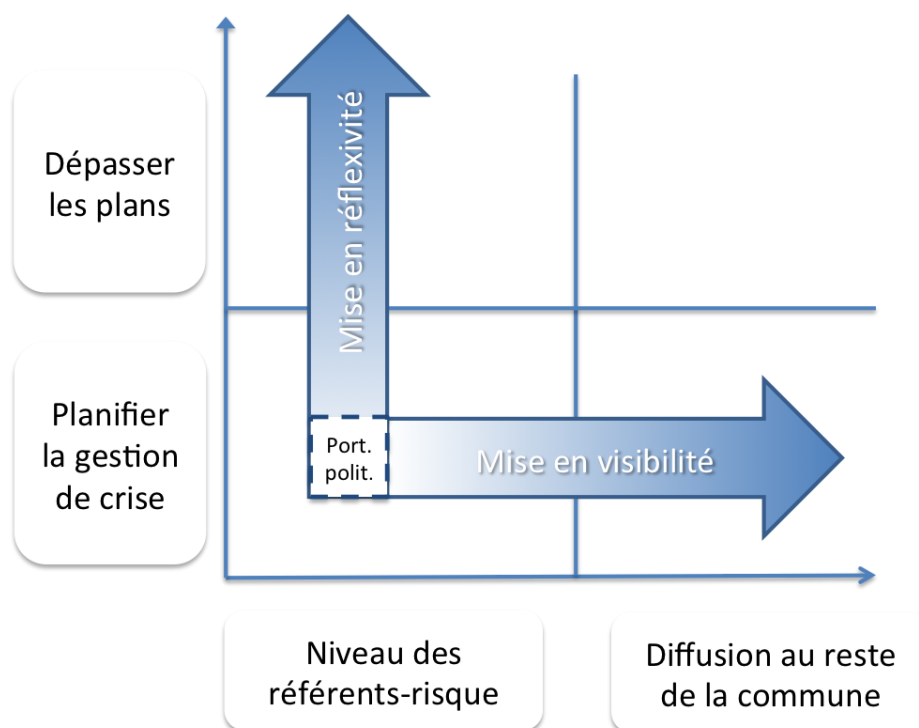 Dépasser
les plans
Mise en réflexivité
Planifier
la gestion
de crise
Port.
polit.
Mise en visibilité
Niveau des
référents-risque
Diffusion au reste
de la commune